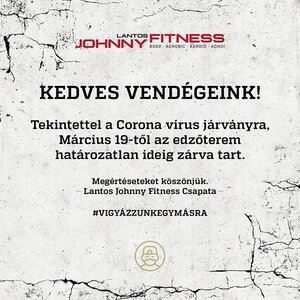 LANTOS
JOHNNY FITNESS
BODY · AEROBIC · KARDIÓ · KONDI
KEDVES VENDÉGEINK!
Tekintettel a Corona vírus járványra,
Március 19-től az edzőterem
határozatlan ideig zárva tart.
Megértéseteket köszönjük.
Lantos Johnny Fitness Csapata
#VIGYÁZZUNKEGYMÁSRA